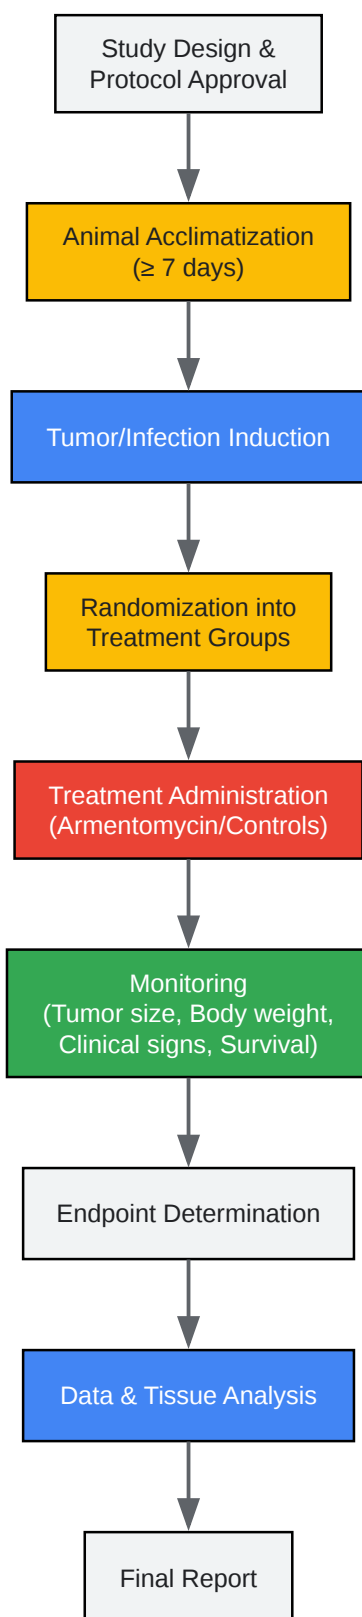 Study Design &
Protocol Approval
Animal Acclimatization
(≥ 7 days)
Tumor/Infection Induction
Randomization into
Treatment Groups
Treatment Administration
(Armentomycin/Controls)
Monitoring
(Tumor size, Body weight,
Clinical signs, Survival)
Endpoint Determination
Data & Tissue Analysis
Final Report